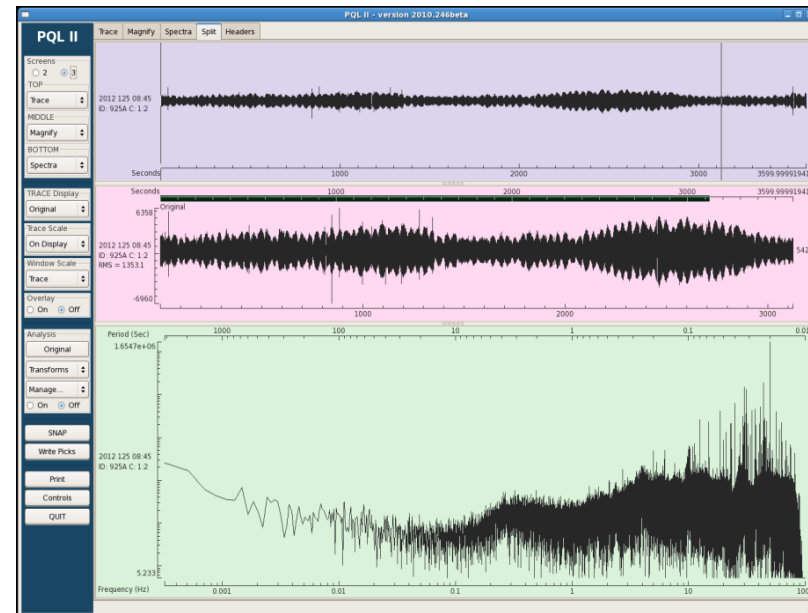 PQL II - version 2010.246beta
PQL II
Trace Magnify Spectra Split Headers
Screens
2 3
TOP
Trace
MIDDLE
Magnify
BOTTOM
Spectra
TRACE Display
Original
Trace Scale
On Display
Window Scale
Trace
Overlay
On Off
Analysis
Original
Transforms
Manage...
On Off
SNAP
Write Picks
Print
Controls
QUIT
2012 125 08:45
ID: 925A C: 1:2
Seconds 1000 2000 3000 3599.99991941
Seconds 1000 2000 3000 3599.99991941
Original
6358
2012 125 08:45
ID: 925A C: 1:2
RMS = 1353.1
542
-6960
1000 2000 3000
Period (Sec) 1000 100 10 1 0.1 0.01
1.6547e+06
2012 125 08:45
ID: 925A C: 1:2
5.233
Frequency (Hz) 0.001 0.01 0.1 1 10 100